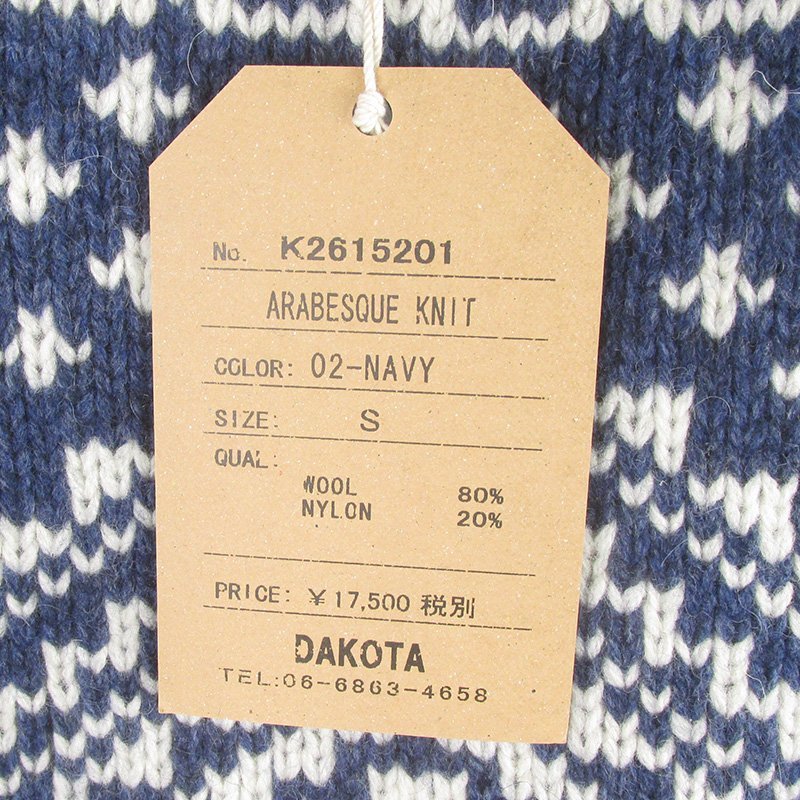 No. K2615201
ARABESQUE KNIT
COLOR: 02-NAVY
SIZE: S
QUAL:
WOOL 80%
NYLON 20%
PRICE: ¥17,500 税別
DAKOTA
TEL:06-6863-4658